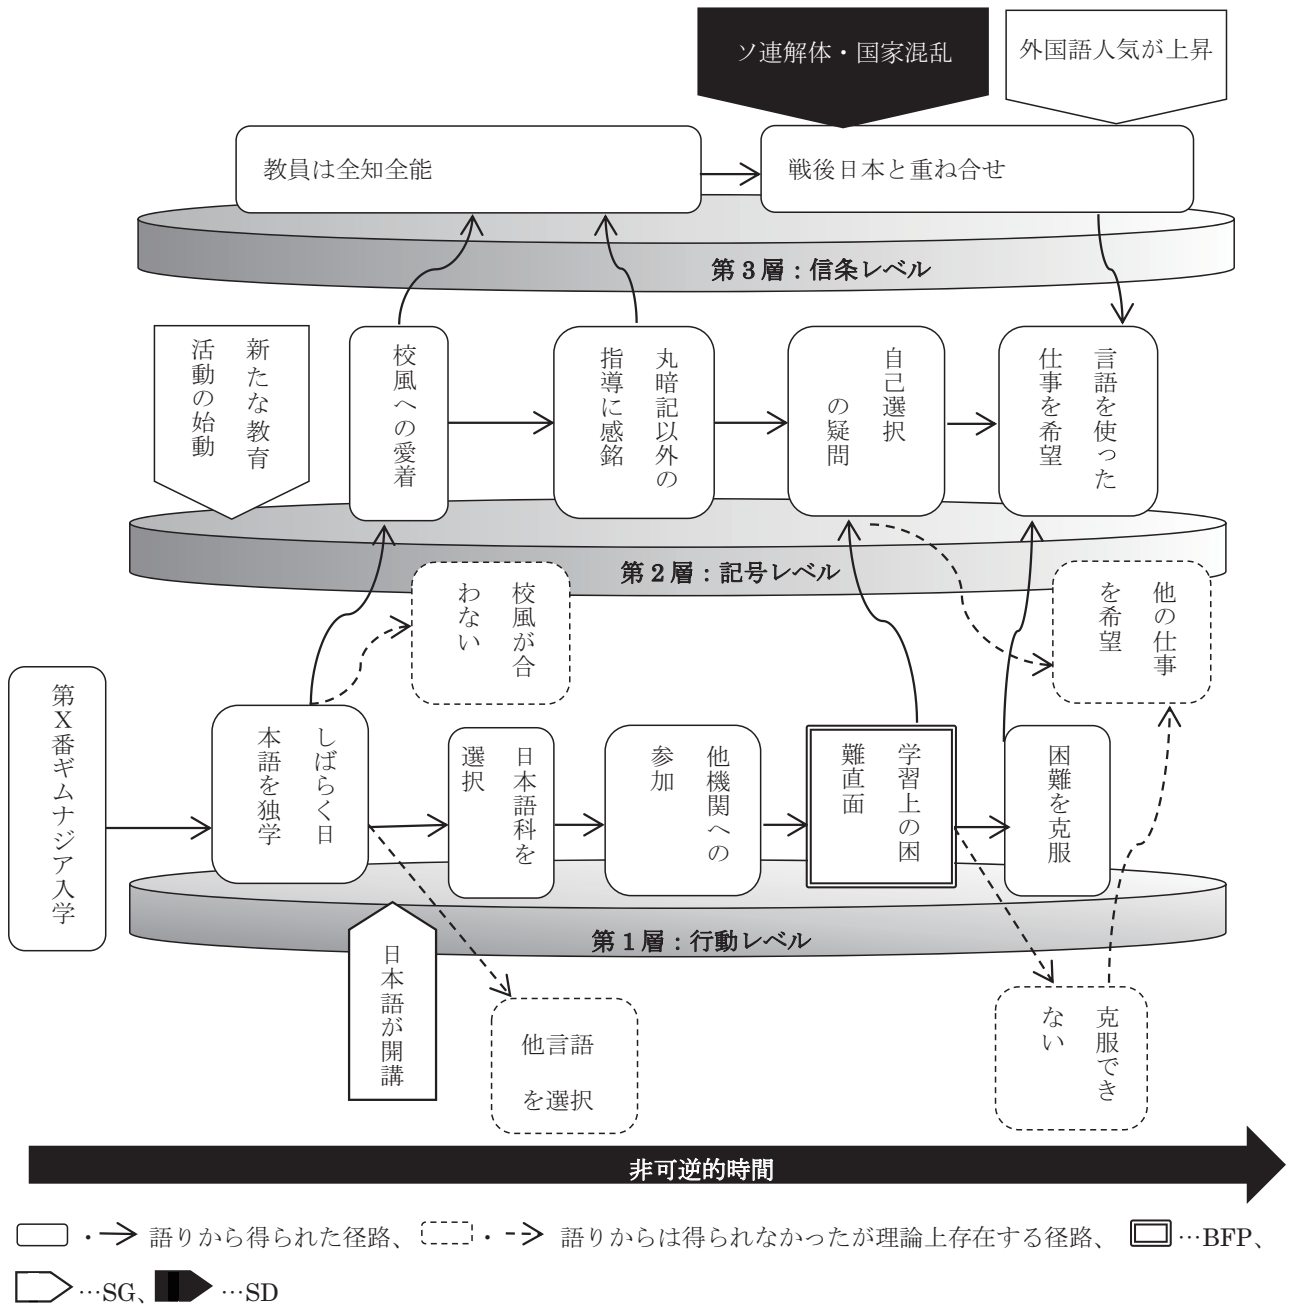 ソ連解体・国家混乱
外国語人気が上昇
教員は全知全能
戦後日本と重ね合せ
第3層：信条レベル
新たな教育
活動の始動
校風への愛着
丸暗記以外の
指導に感銘
自己選択
の疑問
言語を使った
仕事を希望
第2層：記号レベル
校風が合
わない
他の仕事
を希望
第X番ギムナジア入学
しばらく日
本語を独学
日本語科を
選択
他機関への
参加
学習上の困
難直面
困難を克服
第1層：行動レベル
日本語が開講
他言語
を選択
克服でき
ない
非可逆的時間
・ 語りから得られた径路、 ・ 語りからは得られなかったが理論上存在する径路、 …BFP、
…SG、 …SD